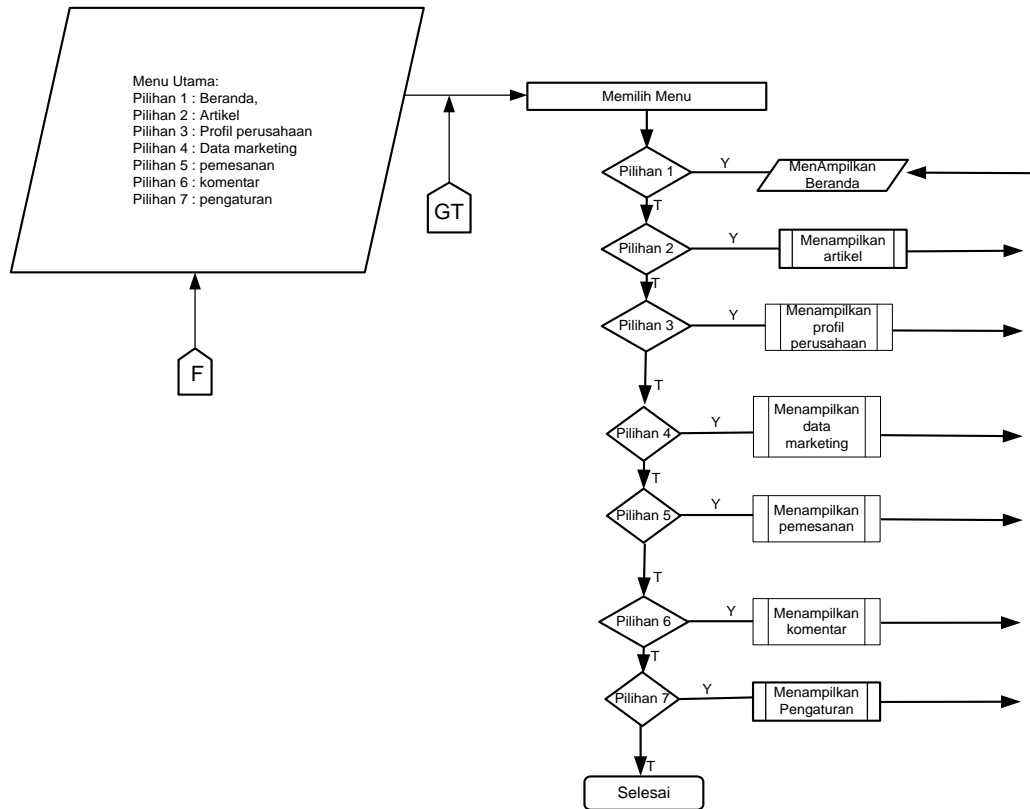 Menu Utama:
Pilihan 1 : Beranda,
Pilihan 2 : Artikel
Pilihan 3 : Profil perusahaan
Pilihan 4 : Data marketing
Pilihan 5 : pemesanan
Pilihan 6 : komentar
Pilihan 7 : pengaturan
GT
F
Memilih Menu
Pilihan 1
Y
MenAmpilkan
Beranda
T
Pilihan 2
Y
Menampilkan
artikel
T
Pilihan 3
Y
Menampilkan
profil
perusahaan
T
Pilihan 4
Y
Menampilkan
data
marketing
T
Pilihan 5
Y
Menampilkan
pemesanan
T
Pilihan 6
Y
Menampilkan
komentar
T
Pilihan 7
Y
Menampilkan
Pengaturan
T
Selesai